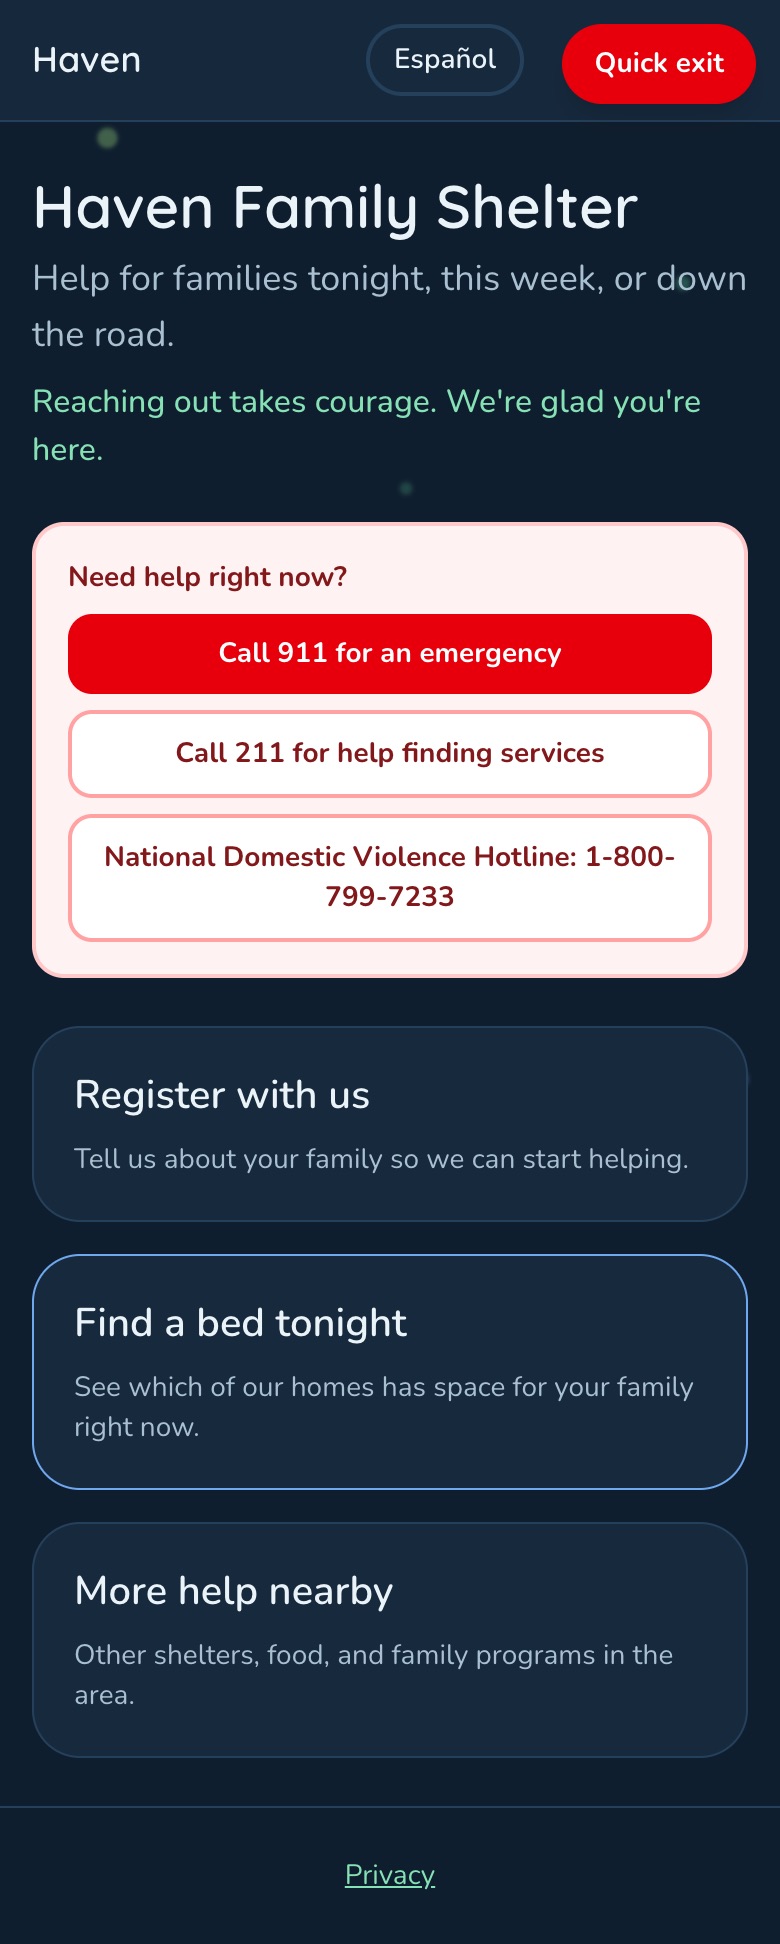 Haven
Español
Quick exit
Haven Family Shelter
Help for families tonight, this week, or down
the road.
Reaching out takes courage. We're glad you're
here.
Need help right now?
Call 911 for an emergency
Call 211 for help finding services
National Domestic Violence Hotline: 1-800-
799-7233
Register with us
Tell us about your family so we can start helping.
Find a bed tonight
See which of our homes has space for your family
right now.
More help nearby
Other shelters, food, and family programs in the
area.
Privacy